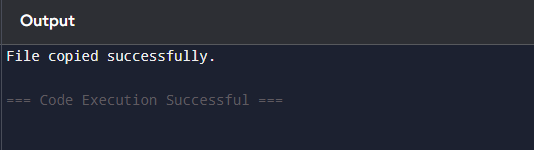 Output
File copied successfully.
=== Code Execution Successful ===